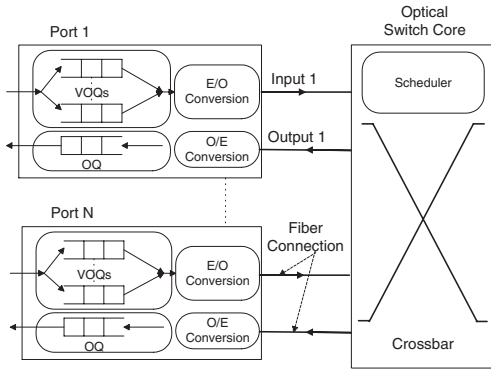 Optical
Switch Core
Port 1
VOQs
E/O
Conversion
Input 1
Scheduler
OQ
O/E
Conversion
Output 1
Port N
VOQs
E/O
Conversion
Fiber
Connection
OQ
O/E
Conversion
Crossbar